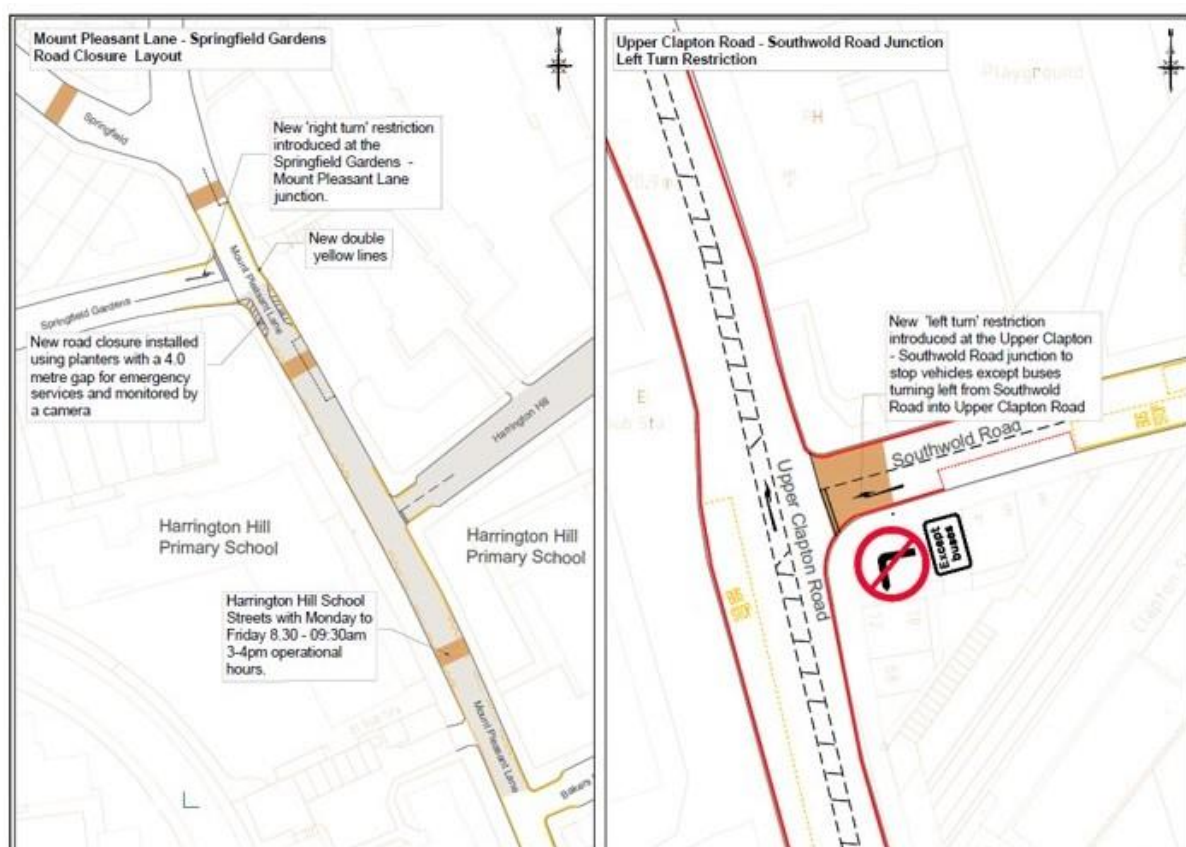 Mount Pleasant Lane - Springfield Gardens
Road Closure Layout
Springfield
New 'right turn' restriction
introduced at the
Springfield Gardens -
Mount Pleasant Lane
junction.
New double
yellow lines
Mount Pleasant Lane
Springfield Gardens
New road closure installed
using planters with a 4.0
metre gap for emergency
services and monitored by
a camera
Harrington Hill
Harrington Hill
Primary School
Harrington Hill
Primary School
Harrington Hill School
Streets with Monday to
Friday 8.30 - 09:30am
3-4pm operational
hours.
Mount Pleasant Lane
Upper Clapton Road - Southwold Road Junction
Left Turn Restriction
Playground
PH
New 'left turn' restriction
introduced at the Upper Clapton
- Southwold Road junction to
stop vehicles except buses
turning left from Southwold
Road into Upper Clapton Road
E
Southwold Road
Upper Clapton Road
Except
buses